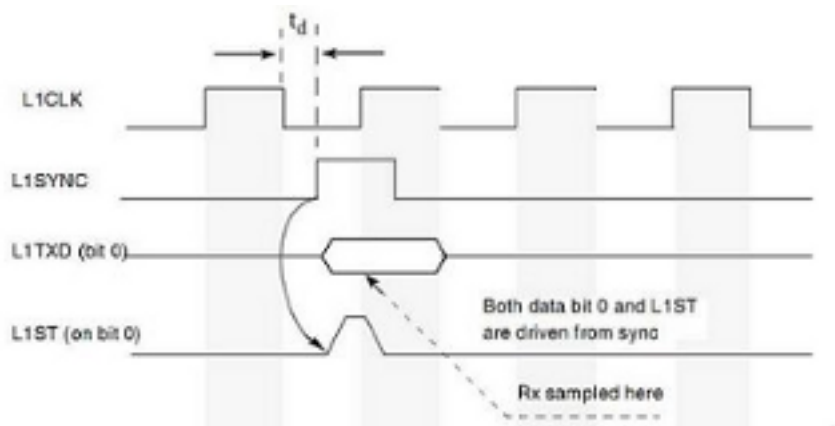 td
L1CLK
L1SYNC
L1TXD (bit 0)
L1ST (on bit 0)
Both data bit 0 and L1ST
are driven from sync
Rx sampled here